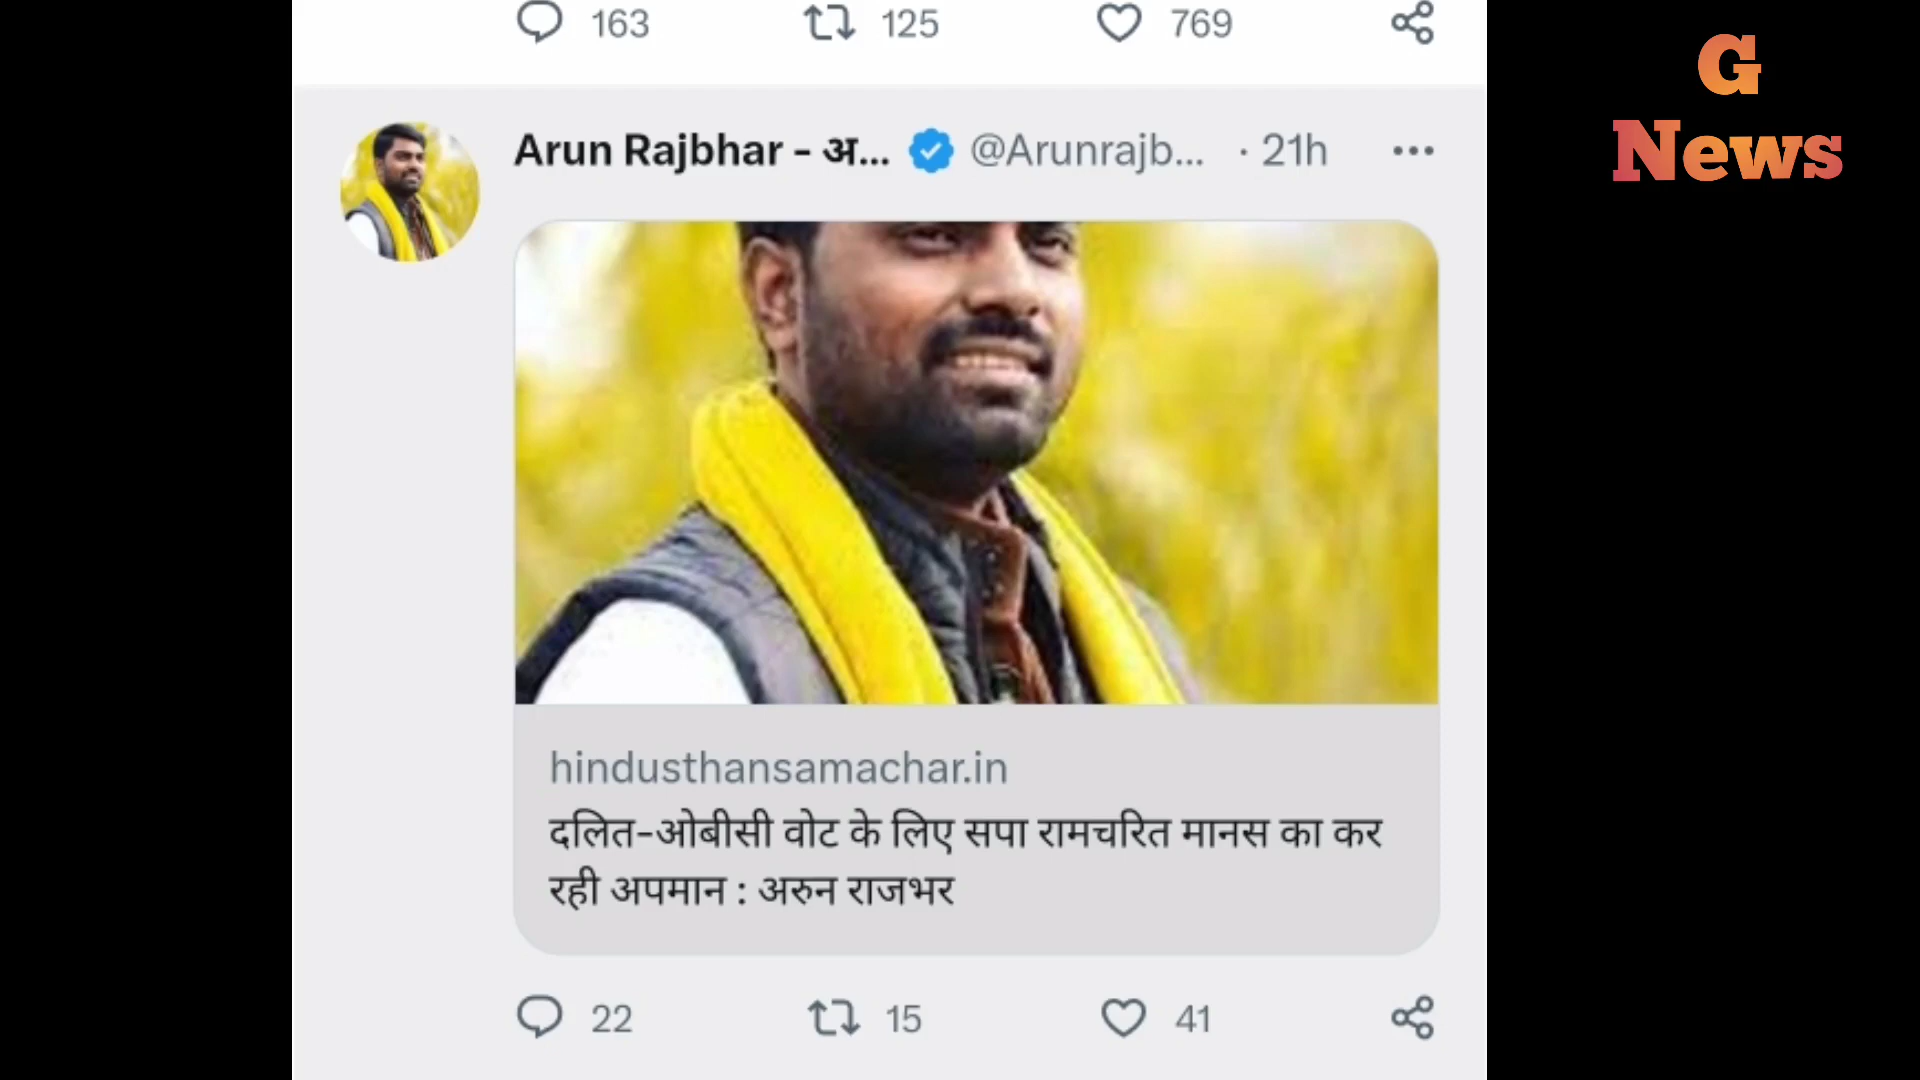 163 125 769
G
News
Arun Rajbhar - अ... @Arunrajb... · 21h
hindusthansamachar.in
दलित-ओबीसी वोट के लिए सपा रामचरित मानस का कर
रही अपमान : अरुन राजभर
22 15 41